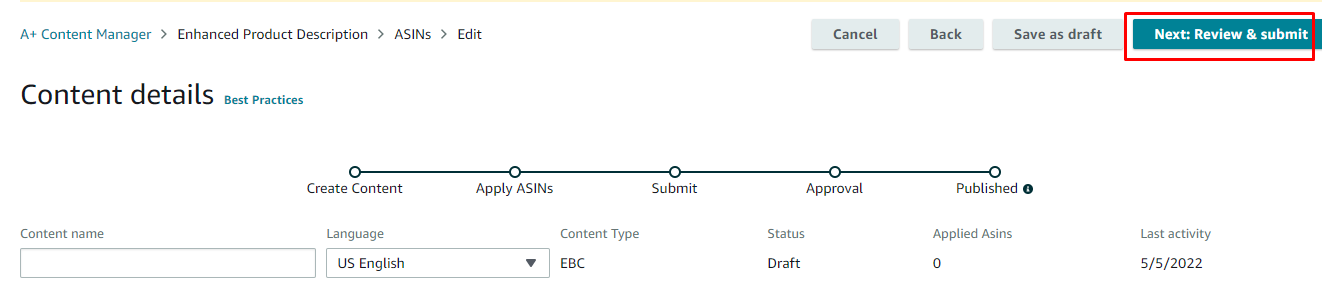 A+ Content Manager > Enhanced Product Description > ASINs > Edit
Cancel
Back
Save as draft
Next: Review & submit
Content details Best Practices
Create Content
Apply ASINs
Submit
Approval
Published
Content name
Language
Content Type
Status
Applied Asins
Last activity
US English
EBC
Draft
0
5/5/2022